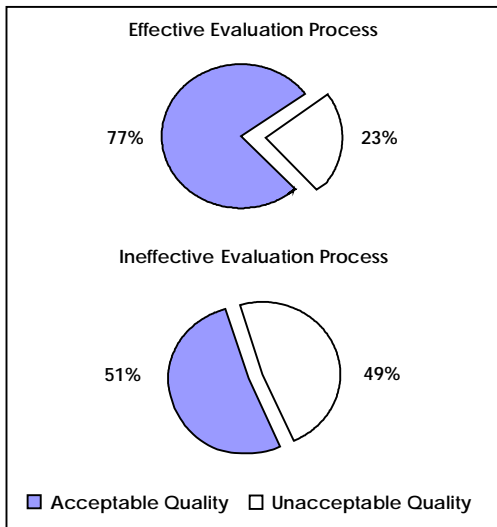 Effective Evaluation Process
77%
23%
Ineffective Evaluation Process
51%
49%
Acceptable Quality
Unacceptable Quality